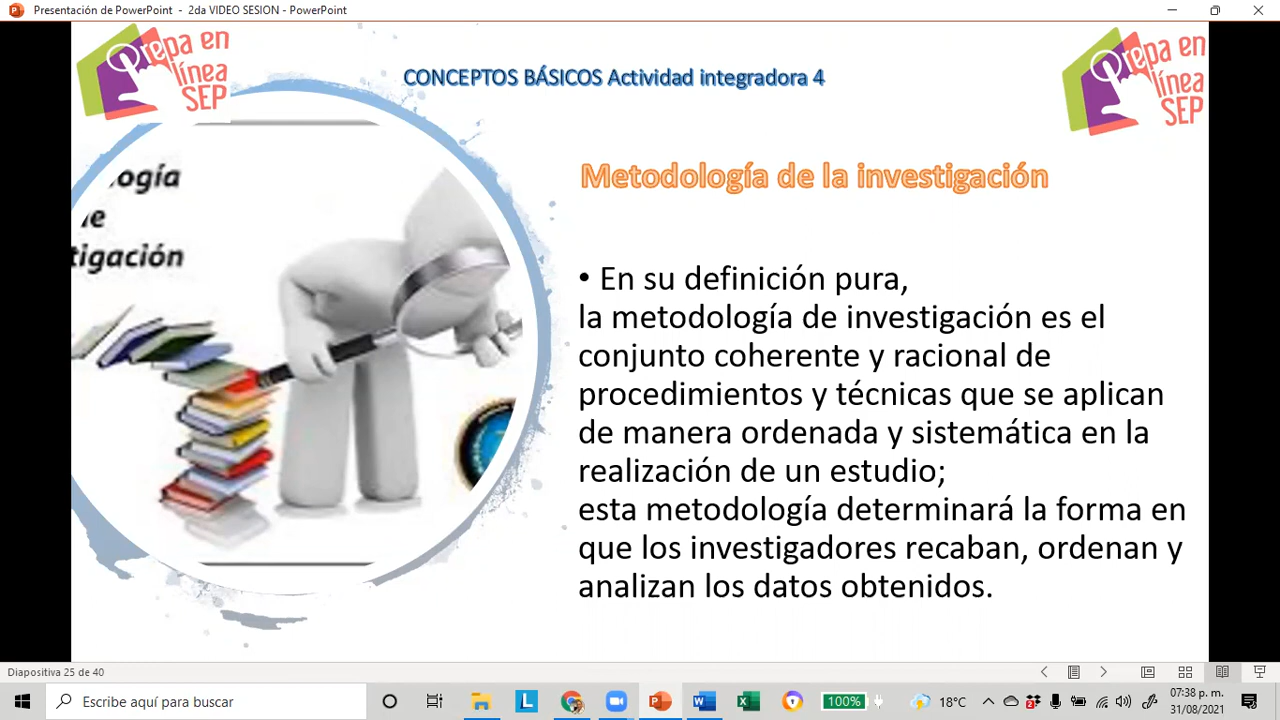 Presentación de PowerPoint - 2da VIDEO SESION - PowerPoint
Prepa en
línea
SEP
CONCEPTOS BÁSICOS Actividad integradora 4
Prepa en
línea
SEP
ogía
de
tigación
Metodología de la investigación
• En su definición pura,
la metodología de investigación es el
conjunto coherente y racional de
procedimientos y técnicas que se aplican
de manera ordenada y sistemática en la
realización de un estudio;
esta metodología determinará la forma en
que los investigadores recaban, ordenan y
analizan los datos obtenidos.
Diapositiva 25 de 40
Escribe aquí para buscar
100%
18°C
07:38 p. m.
31/08/2021